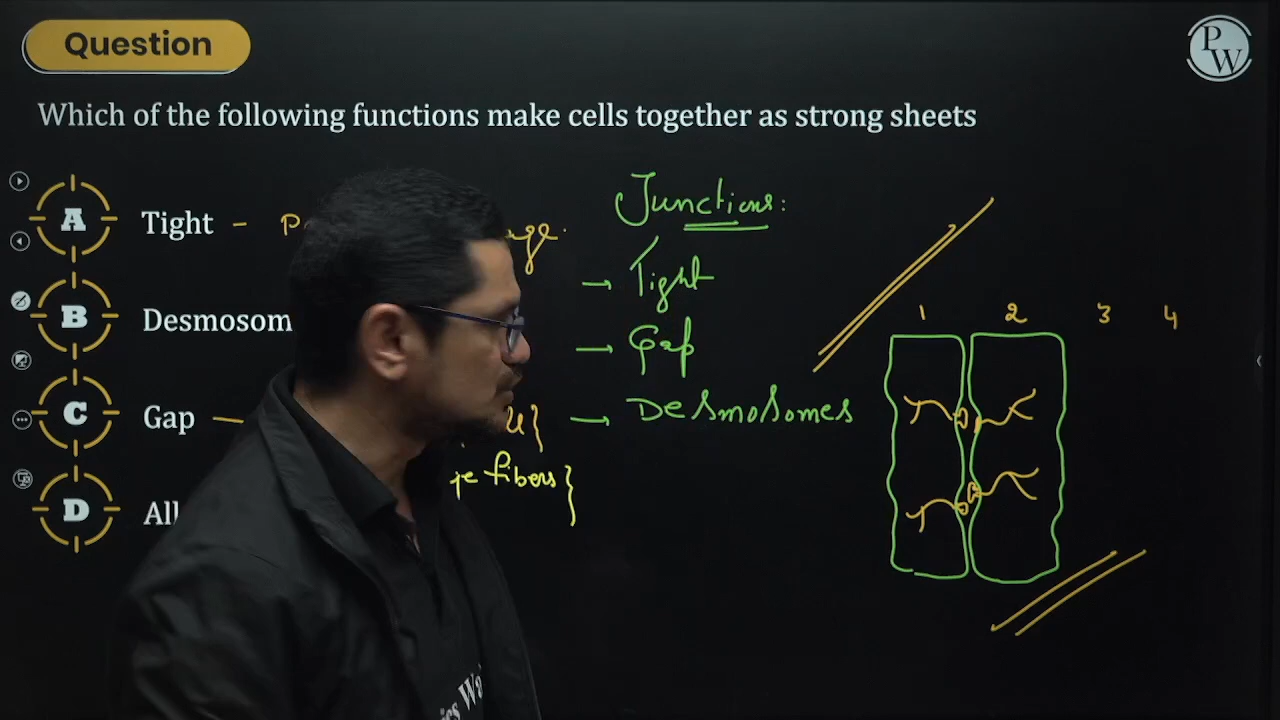 Question
PW
Which of the following functions make cells together as strong sheets
A Tight -
Junctions:
→ Tight
B Desmosom
→ Gap
C Gap -
→ Desmosomes
fibers}
D All
1 2 3 4